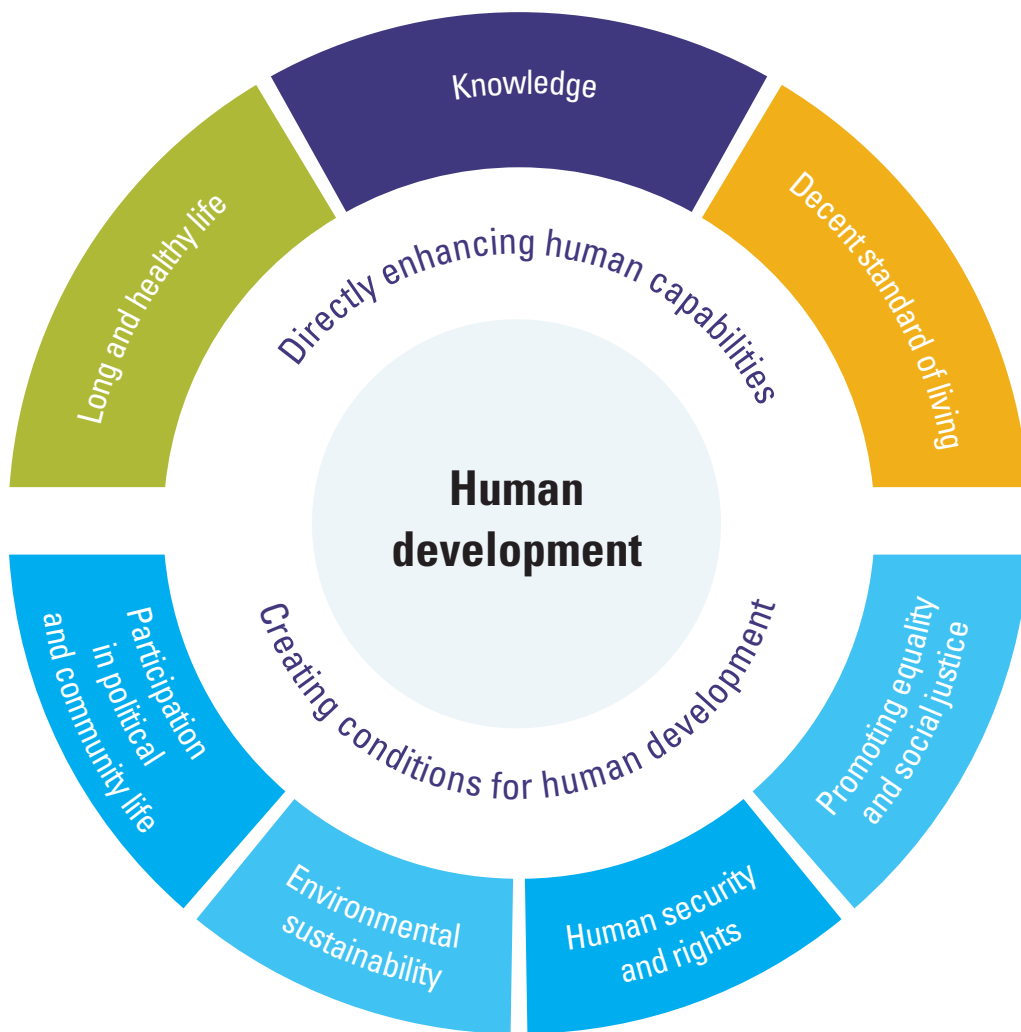 Knowledge
Long and healthy life
Decent standard of living
Directly enhancing human capabilities
Human
development
Creating conditions for human development
Participation
in political
and community life
Environmental
sustainability
Human security
and rights
Promoting equality
and social justice